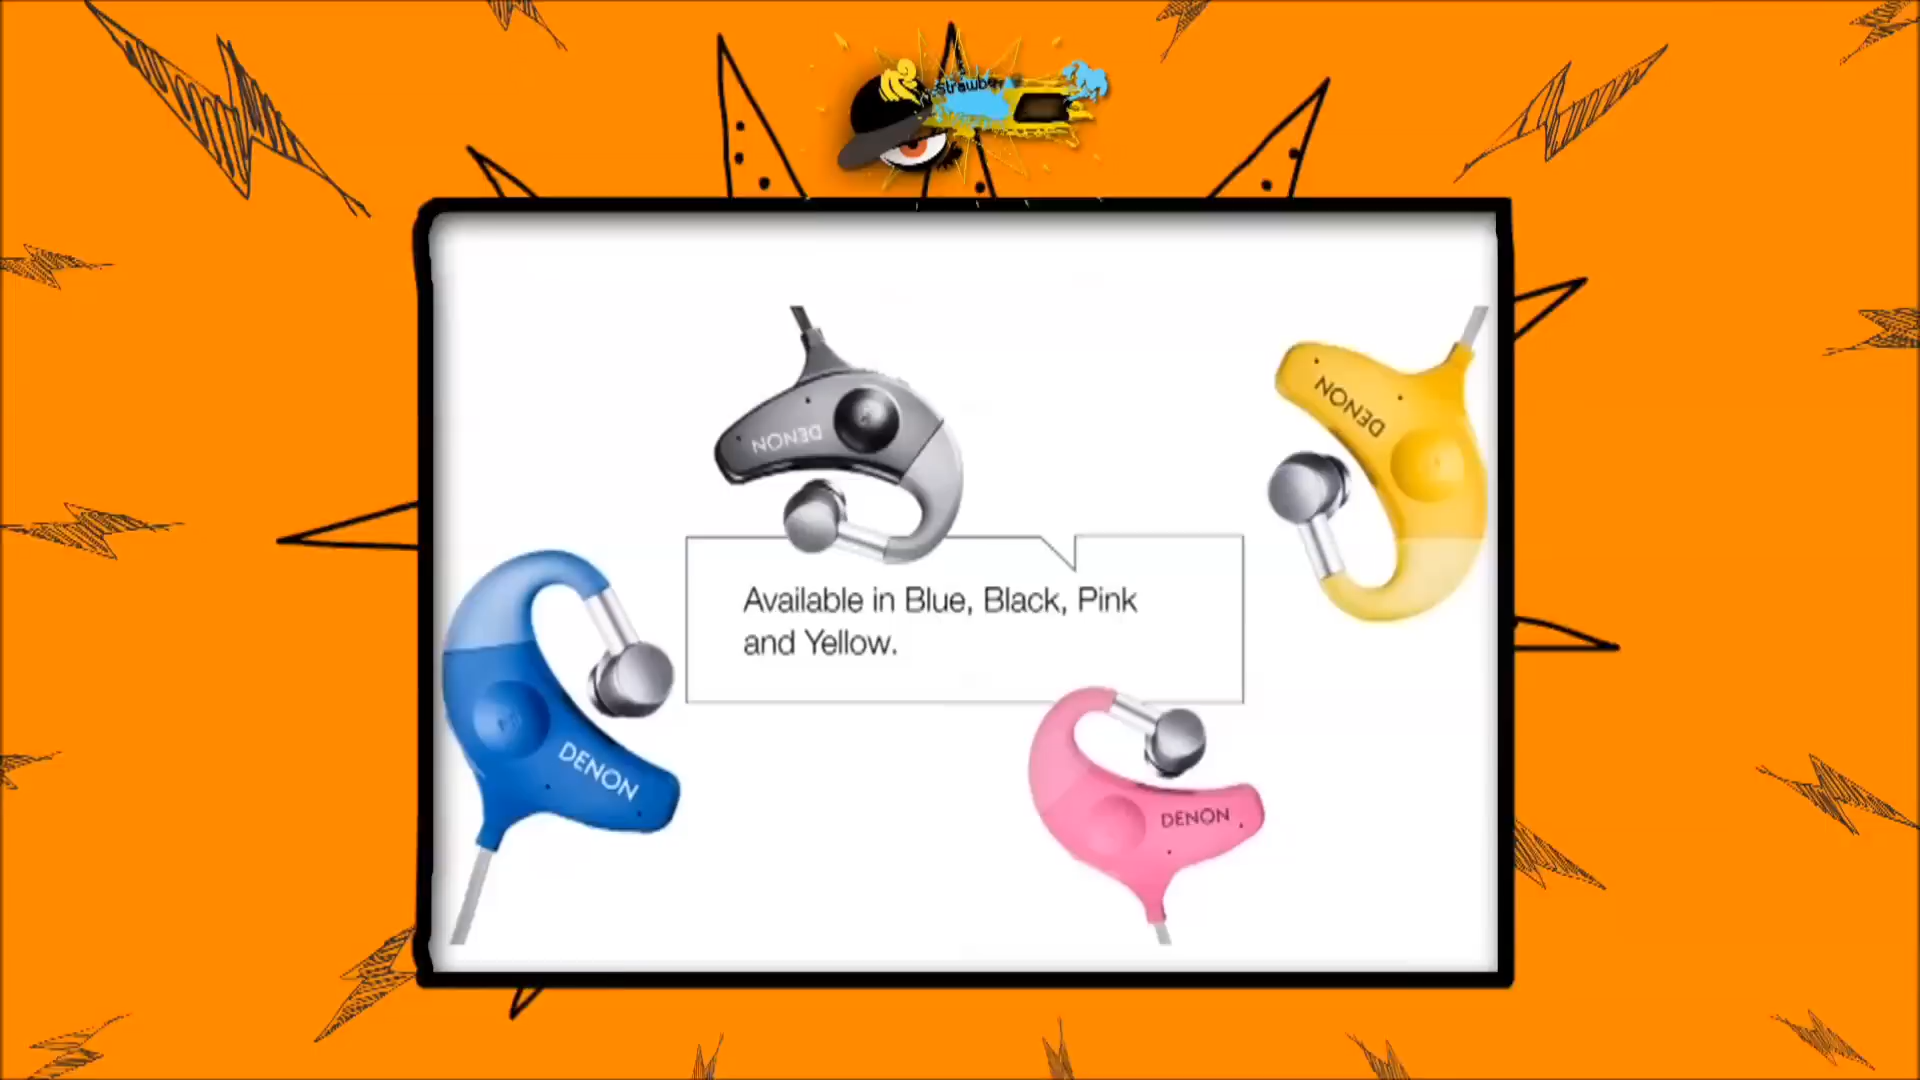 DENON
DENON
Available in Blue, Black, Pink
and Yellow.
DENON
DENON